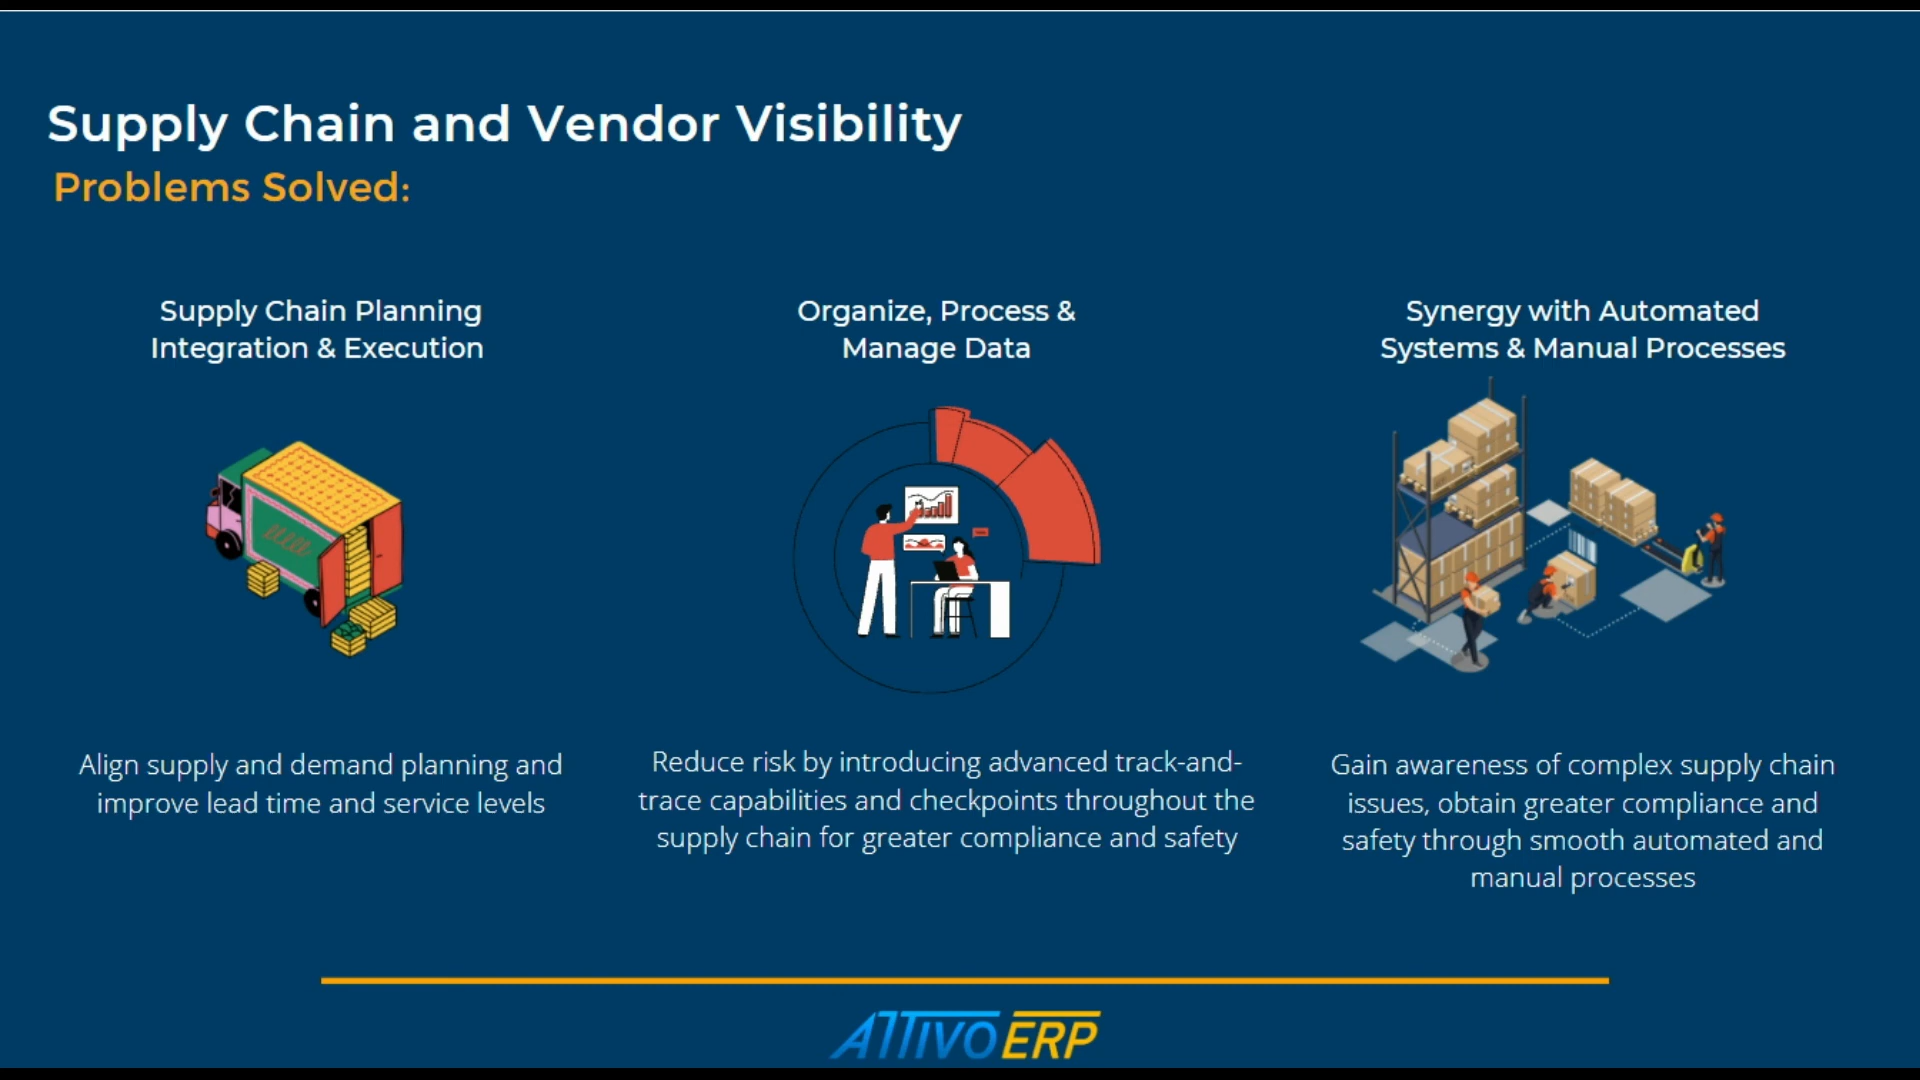 Supply Chain and Vendor Visibility
Problems Solved:
Supply Chain Planning
Integration & Execution
Align supply and demand planning and
improve lead time and service levels
Organize, Process &
Manage Data
Reduce risk by introducing advanced track-and-
trace capabilities and checkpoints throughout the
supply chain for greater compliance and safety
Synergy with Automated
Systems & Manual Processes
Gain awareness of complex supply chain
issues, obtain greater compliance and
safety through smooth automated and
manual processes
ATTIVO ERP